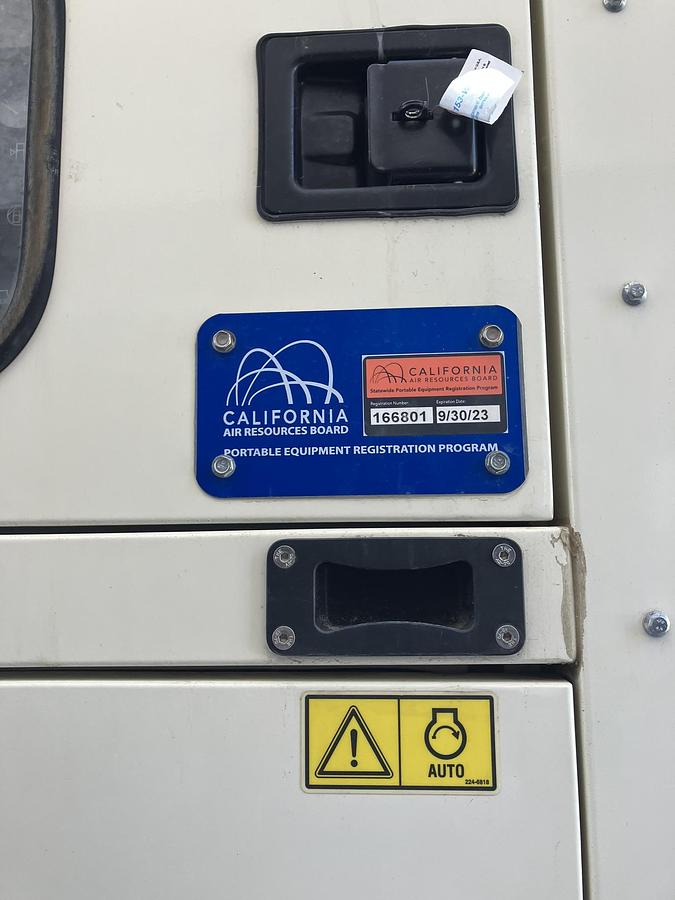 153-
CALIFORNIA
AIR RESOURCES BOARD
PORTABLE EQUIPMENT REGISTRATION PROGRAM
CALIFORNIA
AIR RESOURCES BOARD
Statewide Portable Equipment Registration Program
Registration Number: Expiration Date:
166801 9/30/23
AUTO
224-6818